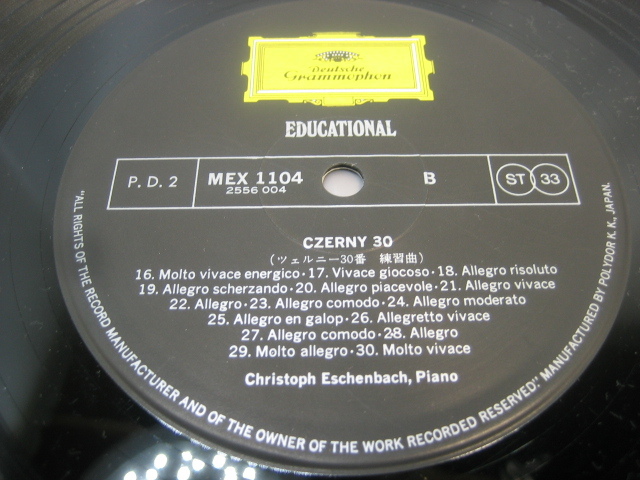 Deutsche
Grammophon
EDUCATIONAL
P. D. 2
MEX 1104
2556 004
B
ST 33
CZERNY 30
(ツェルニー30番 練習曲)
16. Molto vivace energico · 17. Vivace giocoso · 18. Allegro risoluto
19. Allegro scherzando · 20. Allegro piacevole · 21. Allegro vivace
22. Allegro · 23. Allegro comodo · 24. Allegro moderato
25. Allegro en galop · 26. Allegretto vivace
27. Allegro comodo · 28. Allegro
29. Molto allegro · 30. Molto vivace
Christoph Eschenbach, Piano
"ALL RIGHTS OF THE RECORD MANUFACTURER AND OF THE OWNER OF THE WORK RECORDED RESERVED." MANUFACTURED BY POLYDOR K. K., JAPAN.